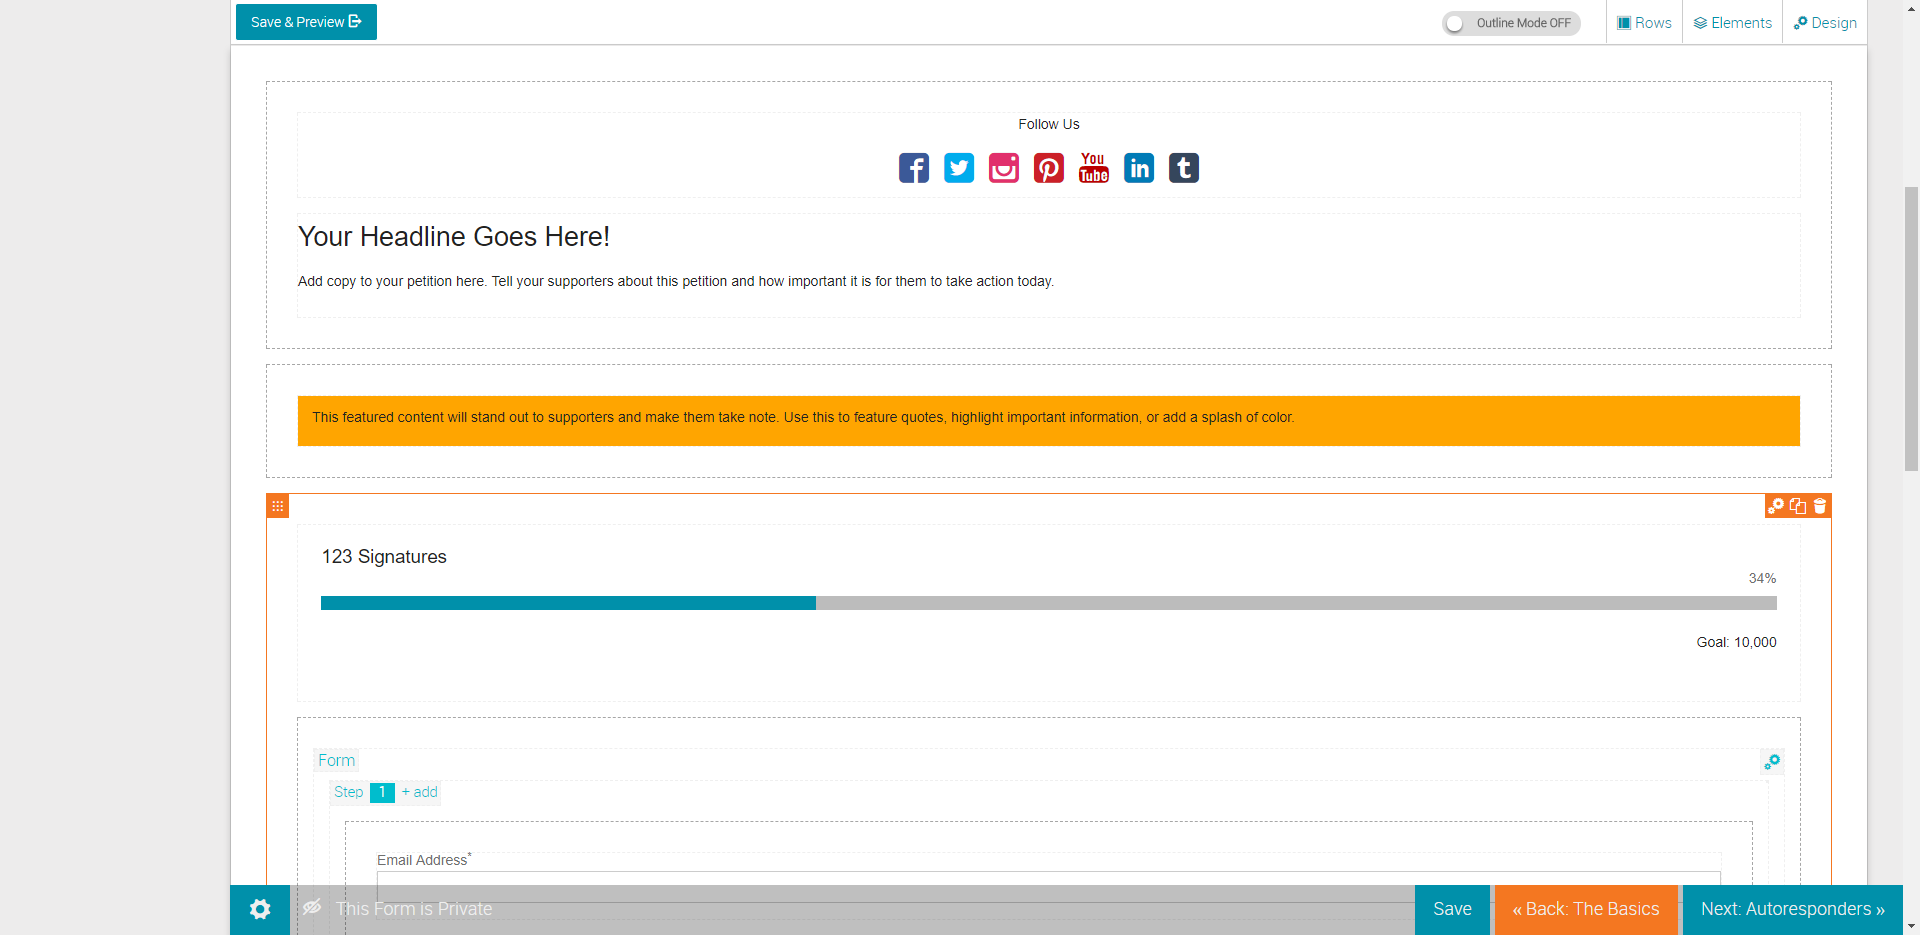 Save & Preview
Outline Mode OFF
Rows
Elements
Design
Follow Us
You
Tube
in
Your Headline Goes Here!
Add copy to your petition here. Tell your supporters about this petition and how important it is for them to take action today.
This featured content will stand out to supporters and make them take note. Use this to feature quotes, highlight important information, or add a splash of color.
123 Signatures
34%
Goal: 10,000
Form
Step 1 + add
Email Address*
This Form is Private
Save
« Back: The Basics
Next: Autoresponders »